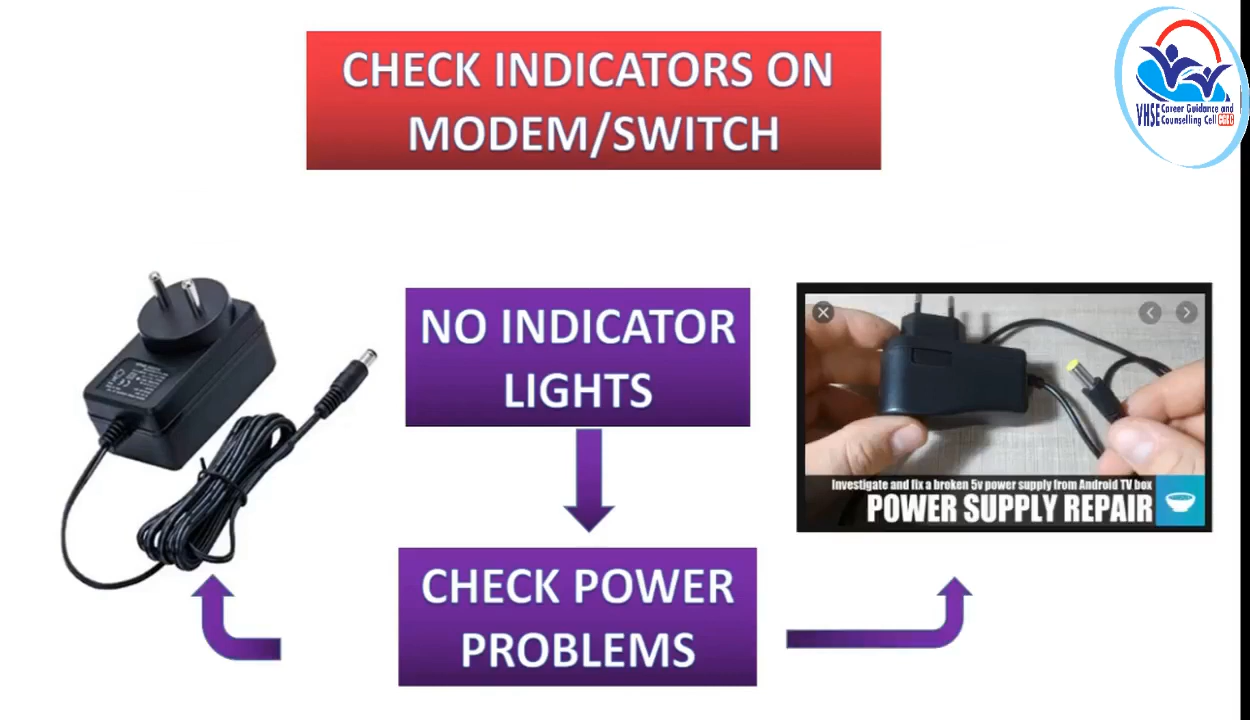 CHECK INDICATORS ON
MODEM/SWITCH
VHSE Career Guidance and
Counselling Cell CGCC
NO INDICATOR
LIGHTS
Investigate and fix a broken 5v power supply from Android TV box
POWER SUPPLY REPAIR
CHECK POWER
PROBLEMS